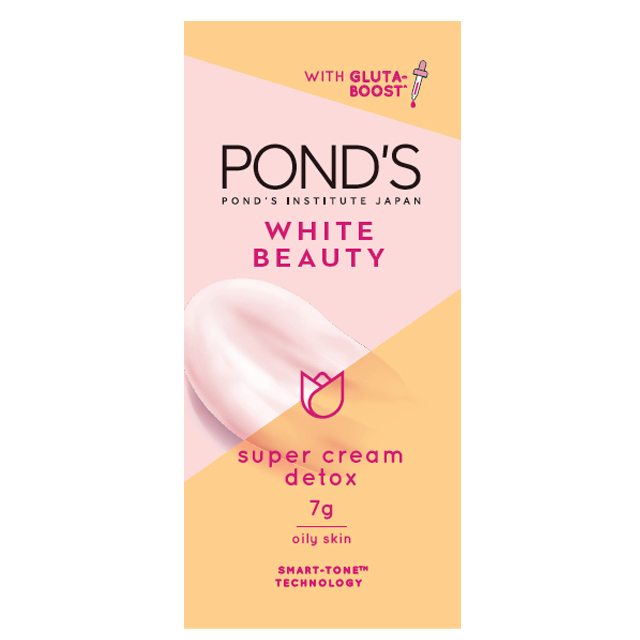 WITH GLUTA-
BOOST*
POND'S
POND'S INSTITUTE JAPAN
WHITE
BEAUTY
super cream
detox
7g
oily skin
SMART-TONE™
TECHNOLOGY